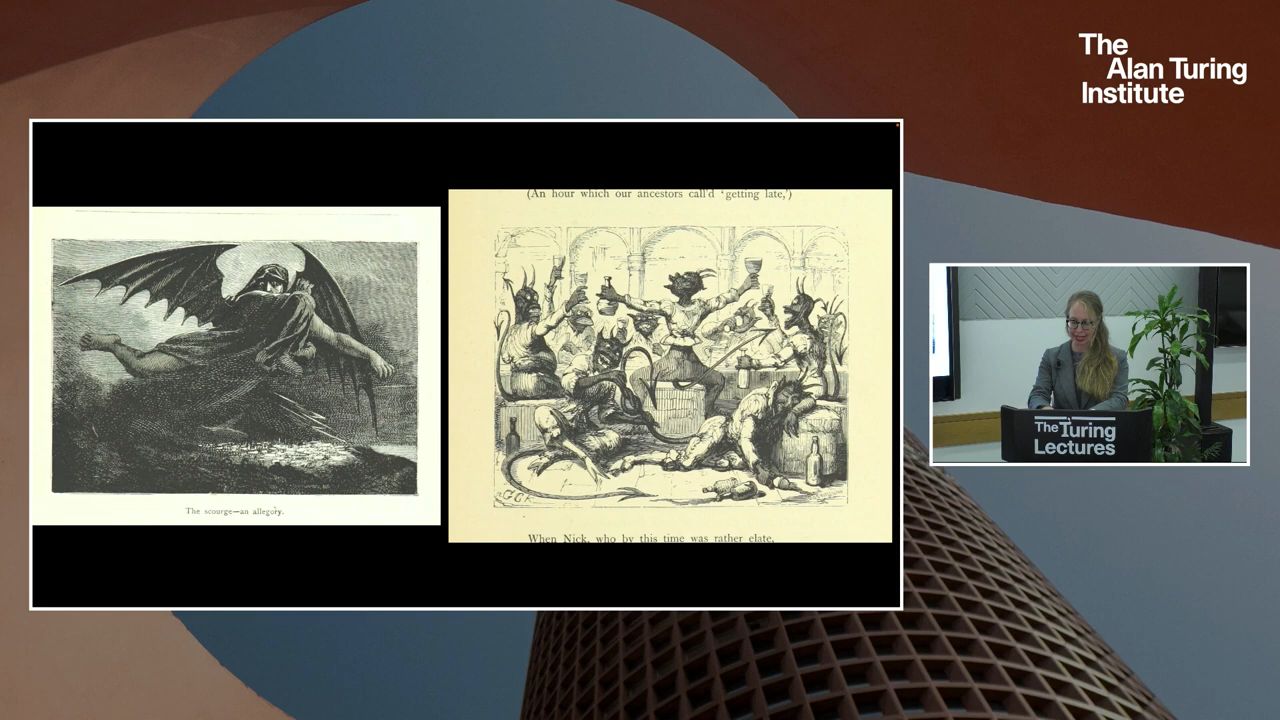 The
Alan Turing
Institute
(An hour which our ancestors call'd 'getting late,')
The scourge—an allegory.
When Nick, who by this time was rather elate,
The Turing
Lectures